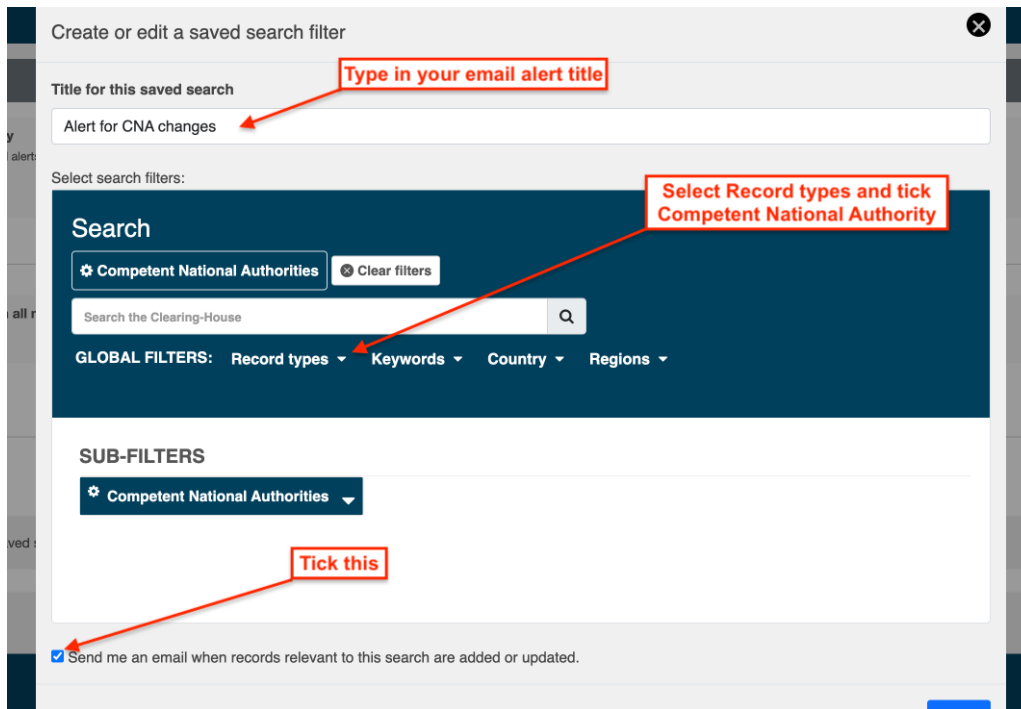 Create or edit a saved search filter
Type in your email alert title
Title for this saved search
Alert for CNA changes
y
l alerts
Select search filters:
Select Record types and tick
Competent National Authority
Search
Competent National Authorities
Clear filters
Search the Clearing-House
all r
GLOBAL FILTERS: Record types Keywords Country Regions
SUB-FILTERS
Competent National Authorities
aved s
Tick this
Send me an email when records relevant to this search are added or updated.